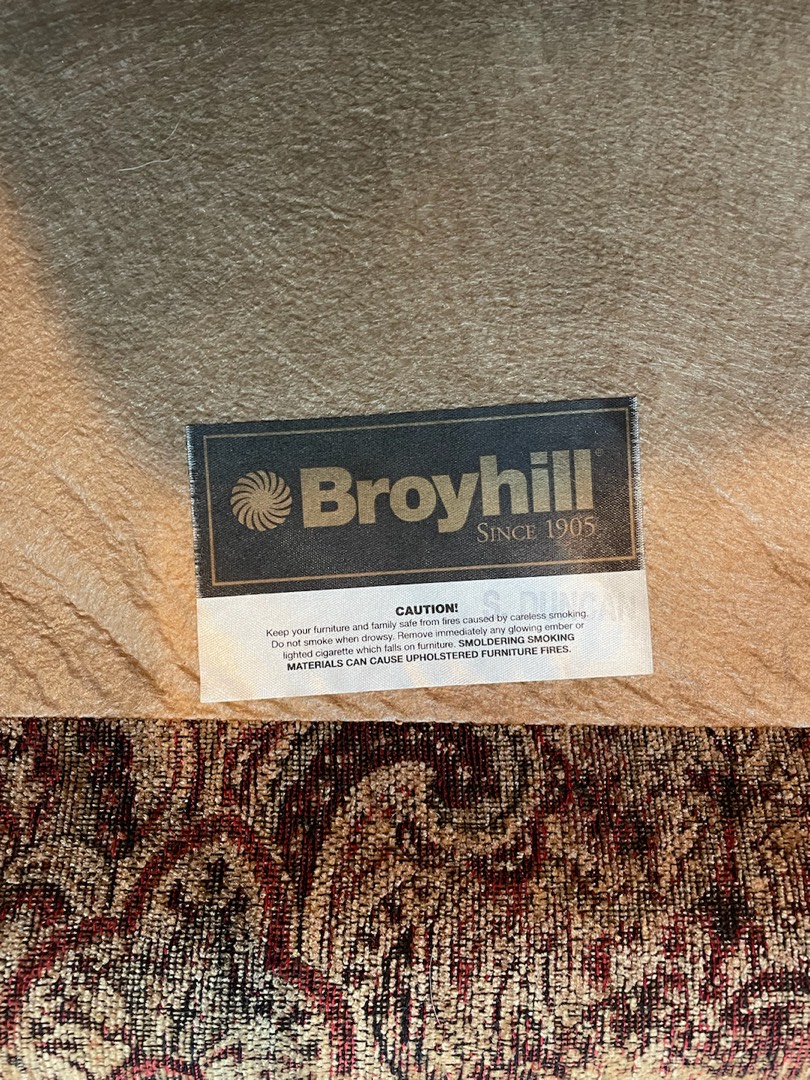 Broyhill®
SINCE 1905
CAUTION!
Keep your furniture and family safe from fires caused by careless smoking.
Do not smoke when drowsy. Remove immediately any glowing ember or
lighted cigarette which falls on furniture. SMOLDERING SMOKING
MATERIALS CAN CAUSE UPHOLSTERED FURNITURE FIRES.
S. DUNCAN